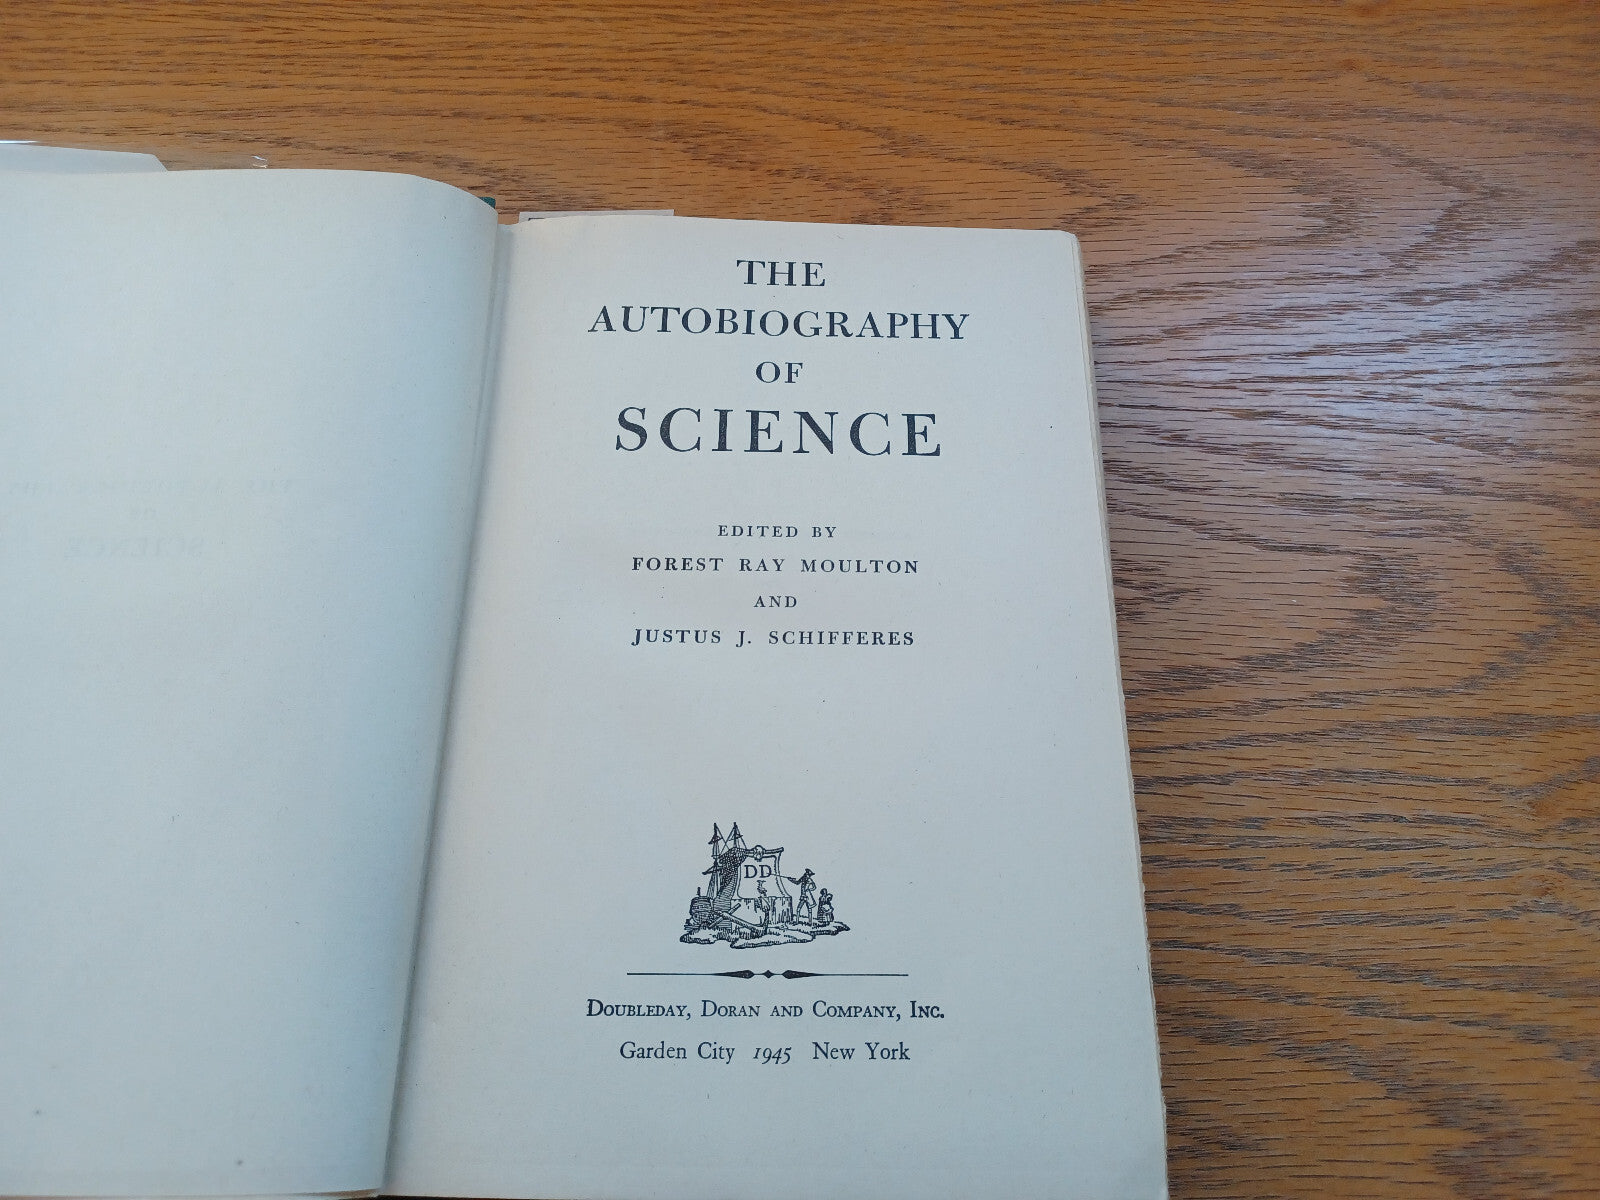 THE
AUTOBIOGRAPHY
OF
SCIENCE
EDITED BY
FOREST RAY MOULTON
AND
JUSTUS J. SCHIFFERES
DD
DOUBLEDAY, DORAN AND COMPANY, INC.
Garden City 1945 New York